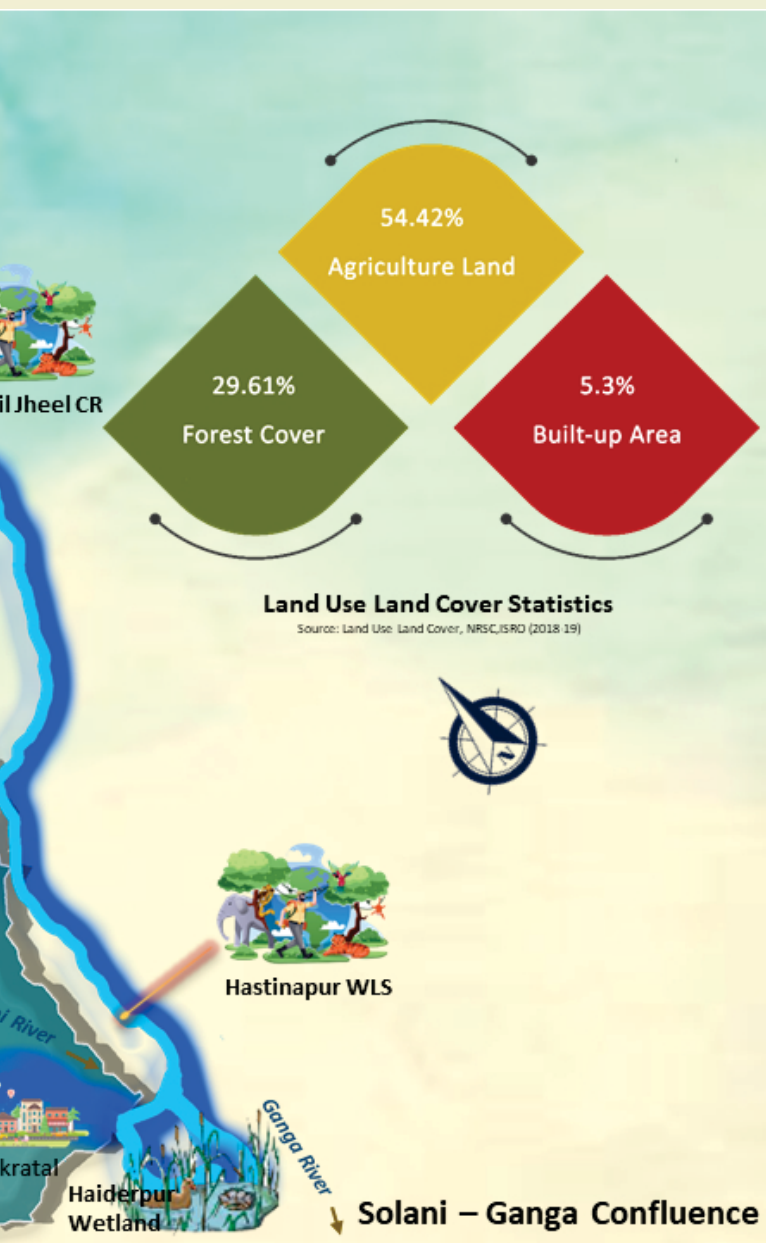 54.42%
Agriculture Land
29.61%
Forest Cover
5.3%
Built-up Area
il Jheel CR
Land Use Land Cover Statistics
Source: Land Use Land Cover, NRSC,ISRO (2018-19)
N
Hastinapur WLS
i River
kratal
Haiderpur
Wetland
Ganga River
Solani – Ganga Confluence